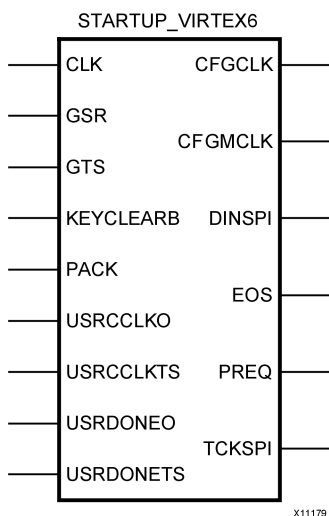 STARTUP_VIRTEX6
CLK
CFGCLK
GSR
CFGMCLK
GTS
KEYCLEARB
DINSPI
PACK
EOS
USRCCLKO
USRCCLKTS
PREQ
USRDONEO
TCKSPI
USRDONETS
X11179